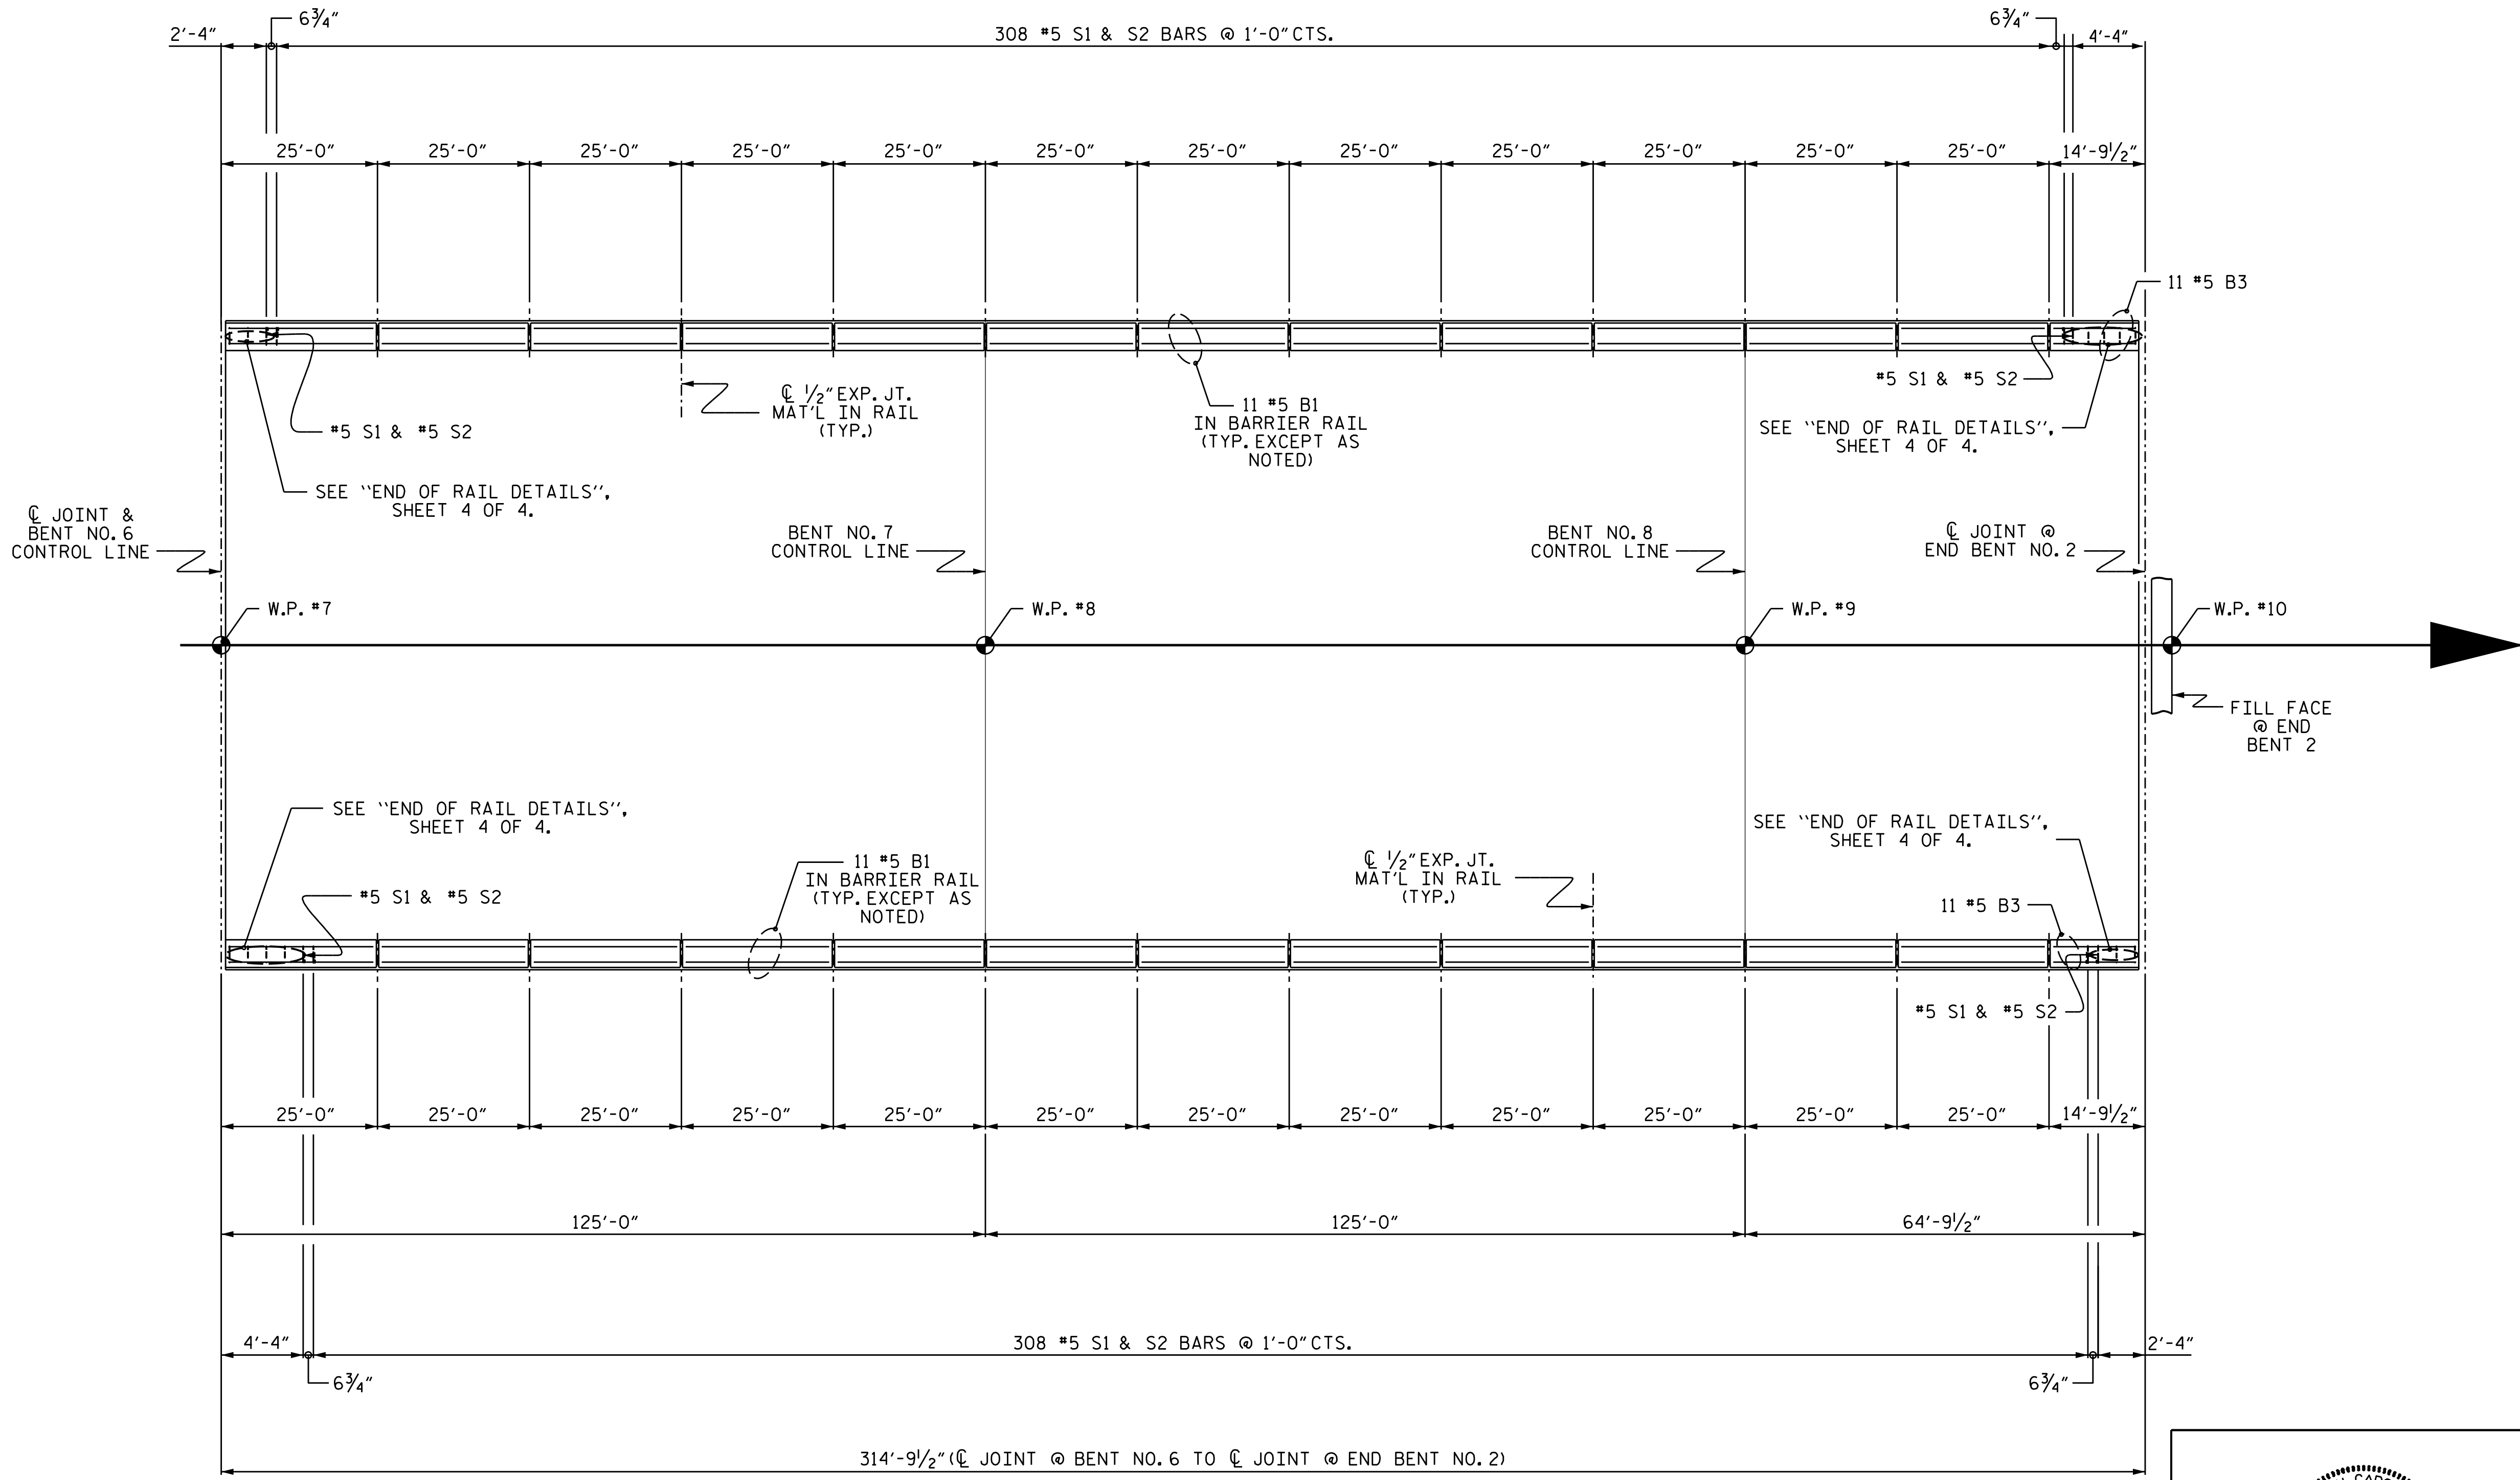 6¾"
2'-4"
308 #5 S1 & S2 BARS @ 1'-0" CTS.
6¾"
4'-4"
25'-0" 25'-0" 25'-0" 25'-0" 25'-0" 25'-0" 25'-0" 25'-0" 25'-0" 25'-0" 25'-0" 25'-0" 14'-9½"
11 #5 B3
#5 S1 & #5 S2
℄ ½" EXP. JT.
MAT'L IN RAIL
(TYP.)
11 #5 B1
IN BARRIER RAIL
(TYP. EXCEPT AS
NOTED)
#5 S1 & #5 S2
SEE "END OF RAIL DETAILS",
SHEET 4 OF 4.
SEE "END OF RAIL DETAILS",
SHEET 4 OF 4.
℄ JOINT &
BENT NO. 6
CONTROL LINE
BENT NO. 7
CONTROL LINE
BENT NO. 8
CONTROL LINE
℄ JOINT @
END BENT NO. 2
W.P. #7
W.P. #8
W.P. #9
W.P. #10
FILL FACE
@ END
BENT 2
SEE "END OF RAIL DETAILS",
SHEET 4 OF 4.
SEE "END OF RAIL DETAILS",
SHEET 4 OF 4.
#5 S1 & #5 S2
11 #5 B1
IN BARRIER RAIL
(TYP. EXCEPT AS
NOTED)
℄ ½" EXP. JT.
MAT'L IN RAIL
(TYP.)
11 #5 B3
#5 S1 & #5 S2
25'-0" 25'-0" 25'-0" 25'-0" 25'-0" 25'-0" 25'-0" 25'-0" 25'-0" 25'-0" 25'-0" 25'-0" 14'-9½"
125'-0" 125'-0" 64'-9½"
4'-4"
308 #5 S1 & S2 BARS @ 1'-0" CTS.
2'-4"
6¾"
6¾"
314'-9½" (℄ JOINT @ BENT NO. 6 TO ℄ JOINT @ END BENT NO. 2)